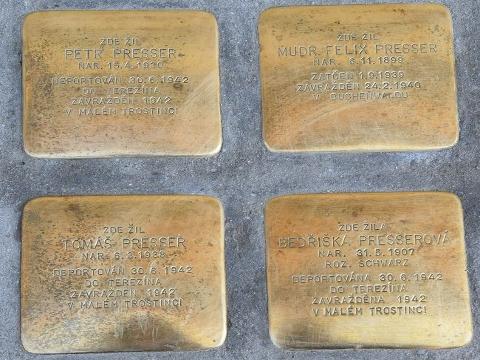 ZDE ŽIL
PETR PRESSER
NAR. 15.4.1930
DEPORTOVÁN 30.6.1942
DO TEREZÍNA
ZAVRAŽDĚN 1942
V MALÉM TROSTINCI
ZDE ŽIL
MUDR. FELIX PRESSER
NAR. 6.11.1899
ZATČEN 1.9.1939
ZAVRAŽDĚN 24.2.1940
V BUCHENWALDU
ZDE ŽIL
TOMÁŠ PRESSER
NAR. 6.3.1938
DEPORTOVÁN 30.6.1942
DO TEREZÍNA
ZAVRAŽDĚN 1942
V MALÉM TROSTINCI
ZDE ŽILA
BEDŘIŠKA PRESSEROVÁ
NAR. 31.5.1907
ROZ. SCHWARZ
DEPORTOVÁNA 30.6.1942
DO TEREZÍNA
ZAVRAŽDĚNA 1942
V MALÉM TROSTINCI